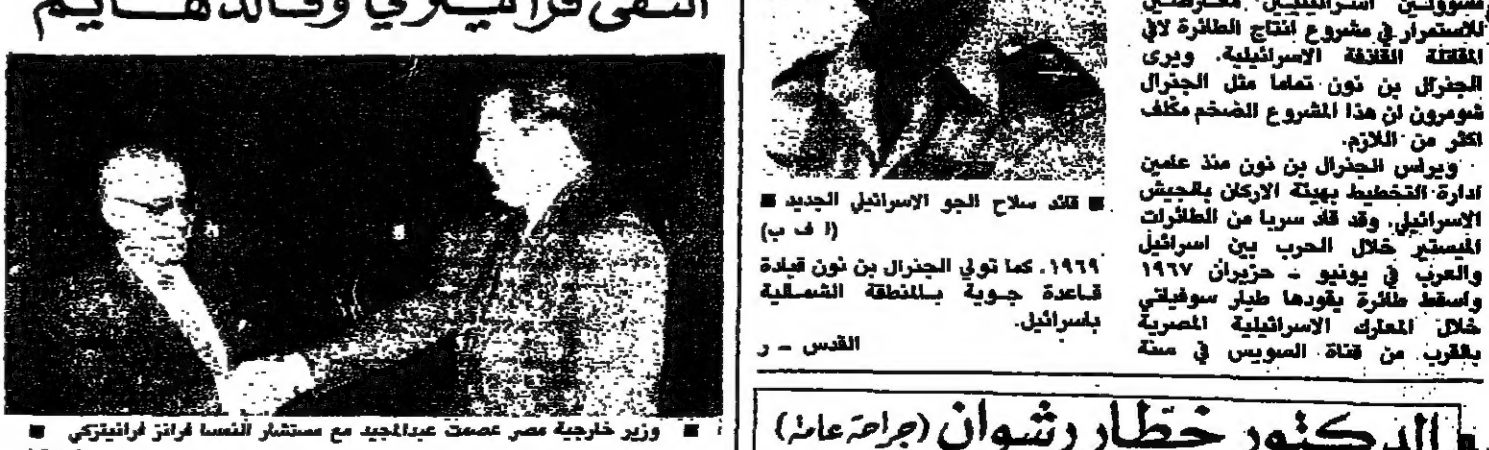 التقى فرانيتزكي وفالدهايم
■ وزير خارجية مصر عصمت عبدالمجيد مع مستشار النمسا فرانز فرانيتزكي ■
مسؤولين اسرائيليين معارضين
للاستمرار في مشروع انتاج الطائرة لافي
المقاتلة القاذفة الاسرائيلية. ويرى
الجنرال بن نون تماما مثل الجنرال
شومرون ان هذا المشروع الضخم مكلف
اكثر من اللازم.
ويراس الجنرال بن نون منذ عامين
ادارة التخطيط بهيئة الاركان بالجيش
الاسرائيلي. وقد قاد سربا من الطائرات
الميستير خلال الحرب بين اسرائيل
والعرب في يونيو ـ حزيران ١٩٦٧
واسقط طائرة يقودها طيار سوفياتي
خلال المعارك الاسرائيلية المصرية
بالقرب من قناة السويس في سنة
■ قائد سلاح الجو الاسرائيلي الجديد ■
(ا ف ب)
١٩٦٩. كما تولي الجنرال بن نون قيادة
قاعدة جوية بالمنطقة الشمالية
باسرائيل.
القدس ـ ر
الدكتور خطار رشوان (جراحة عامة)